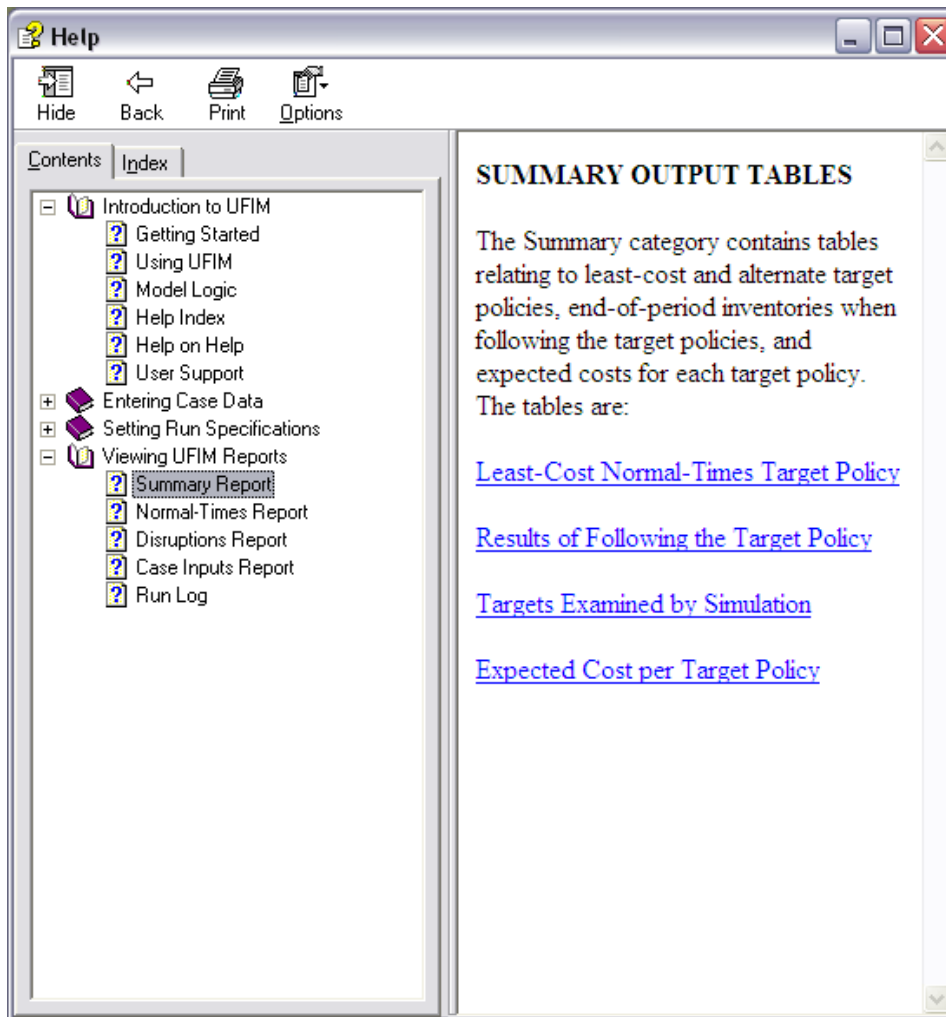 Help
Hide Back Print Options
Contents Index
Introduction to UFIM
Getting Started
Using UFIM
Model Logic
Help Index
Help on Help
User Support
Entering Case Data
Setting Run Specifications
Viewing UFIM Reports
Summary Report
Normal-Times Report
Disruptions Report
Case Inputs Report
Run Log
SUMMARY OUTPUT TABLES
The Summary category contains tables
relating to least-cost and alternate target
policies, end-of-period inventories when
following the target policies, and
expected costs for each target policy.
The tables are:
Least-Cost Normal-Times Target Policy
Results of Following the Target Policy
Targets Examined by Simulation
Expected Cost per Target Policy